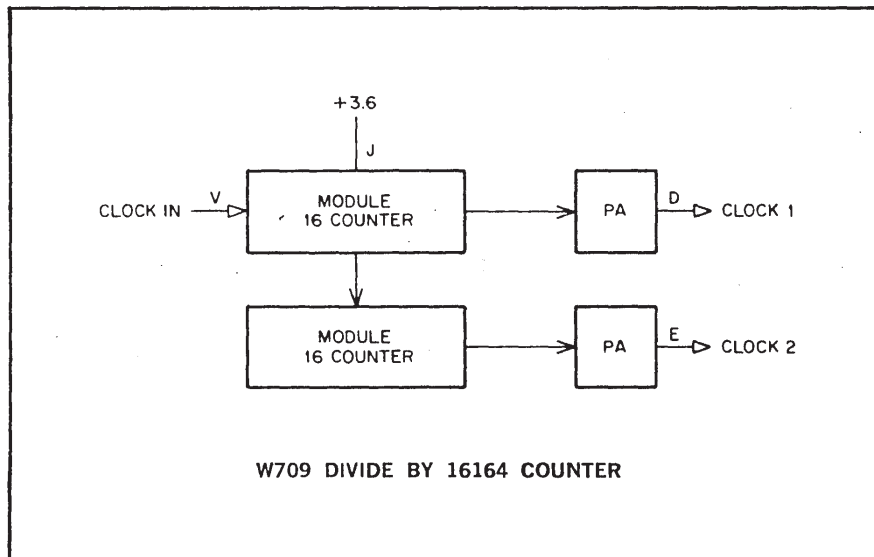 +3.6
J
CLOCK IN
V
MODULE
16 COUNTER
PA
D
CLOCK 1
MODULE
16 COUNTER
PA
E
CLOCK 2
W709 DIVIDE BY 16164 COUNTER